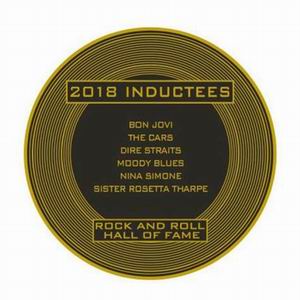 2018 INDUCTEES
BON JOVI
THE CARS
DIRE STRAITS
MOODY BLUES
NINA SIMONE
SISTER ROSETTA THARPE
ROCK AND ROLL
HALL OF FAME